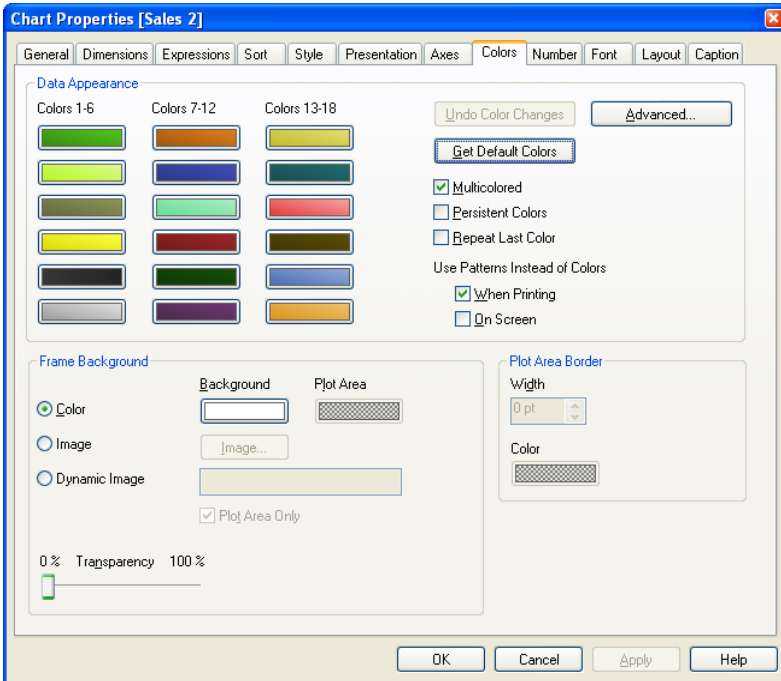 Chart Properties [Sales 2]
General Dimensions Expressions Sort Style Presentation Axes Colors Number Font Layout Caption
Data Appearance
Colors 1-6 Colors 7-12 Colors 13-18
Undo Color Changes Advanced...
Get Default Colors
Multicolored
Persistent Colors
Repeat Last Color
Use Patterns Instead of Colors
When Printing
On Screen
Frame Background
Background Plot Area
Color
Image Image...
Dynamic Image
Plot Area Only
0 % Transparency 100 %
Plot Area Border
Width
0 pt
Color
OK Cancel Apply Help